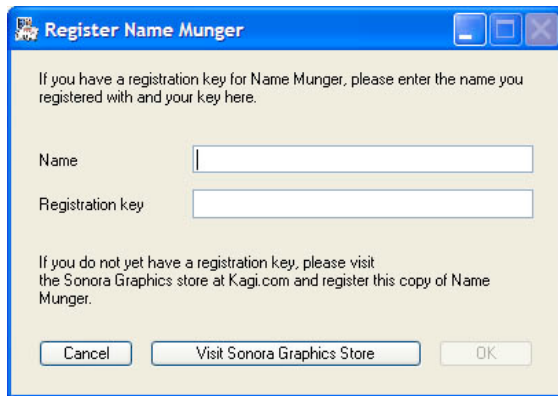 Register Name Munger
If you have a registration key for Name Munger, please enter the name you
registered with and your key here.
Name
Registration key
If you do not yet have a registration key, please visit
the Sonora Graphics store at Kagi.com and register this copy of Name
Munger.
Cancel Visit Sonora Graphics Store OK